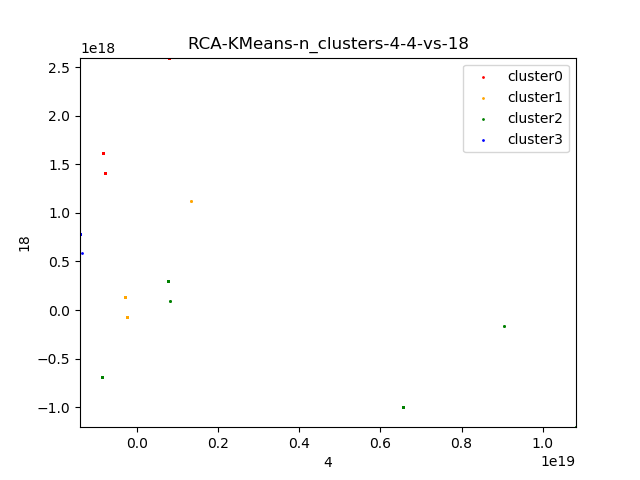 RCA-KMeans-n_clusters-4-4-vs-18
1e18
2.5
2.0
1.5
1.0
0.5
0.0
−0.5
−1.0
18
cluster0
cluster1
cluster2
cluster3
0.0 0.2 0.4 0.6 0.8 1.0
1e19
4